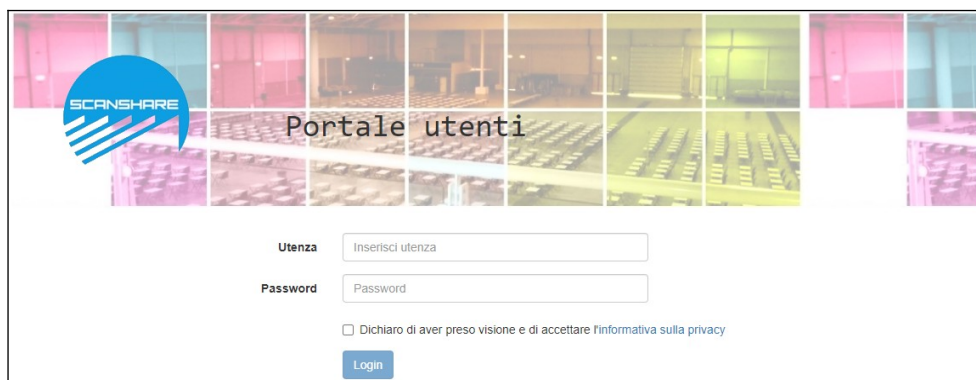 SCANSHARE
Portale utenti
Utenza
Inserisci utenza
Password
Password
Dichiaro di aver preso visione e di accettare l'informativa sulla privacy
Login